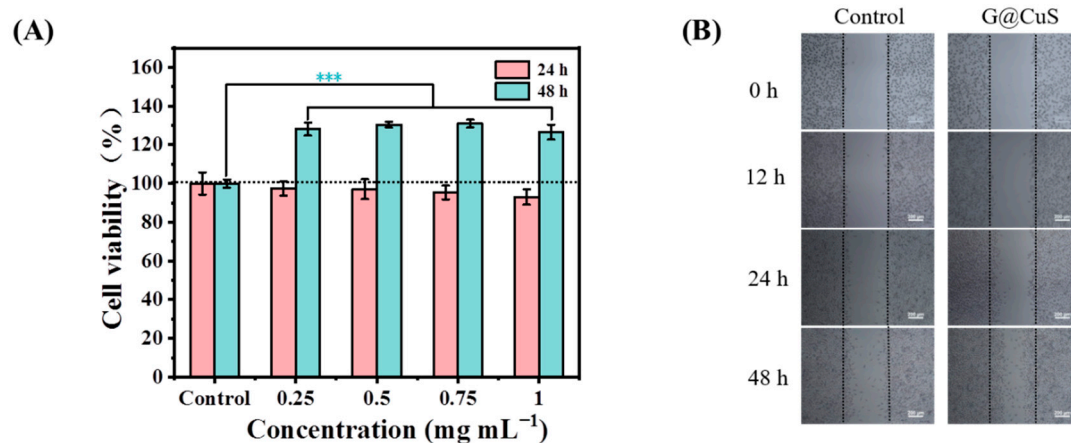 (A)
Cell viability (%)
160
140
120
100
80
60
40
20
0
***
24 h
48 h
Control 0.25 0.5 0.75 1
Concentration (mg mL⁻¹)
(B)
Control G@CuS
0 h
12 h
24 h
48 h